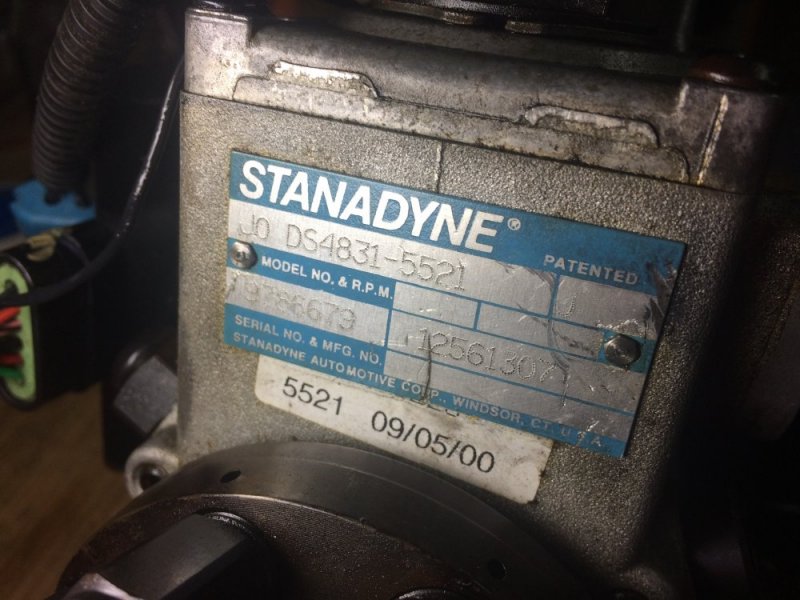 STANADYNE®
JO DS4831-5521 J
MODEL NO. & R.P.M. PATENTED
12561307
SERIAL NO. & MFG. NO.
STANADYNE AUTOMOTIVE CORP., WINDSOR, CT. U.S.A.
5521 09/05/00